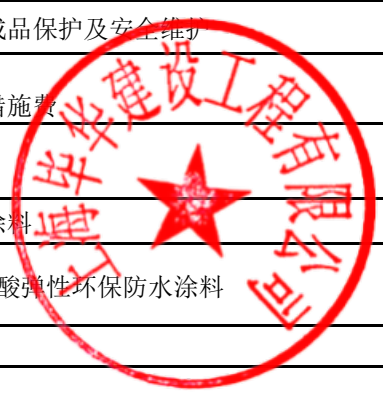 成品保护及安全维护
措施费
涂料
酸弹性环保防水涂料
上海毕华建设工程有限公司